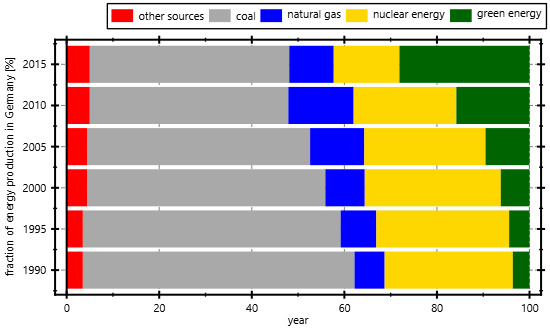 other sources coal natural gas nuclear energy green energy
fraction of energy production in Germany [%]
2015
2010
2005
2000
1995
1990
0 20 40 60 80 100
year